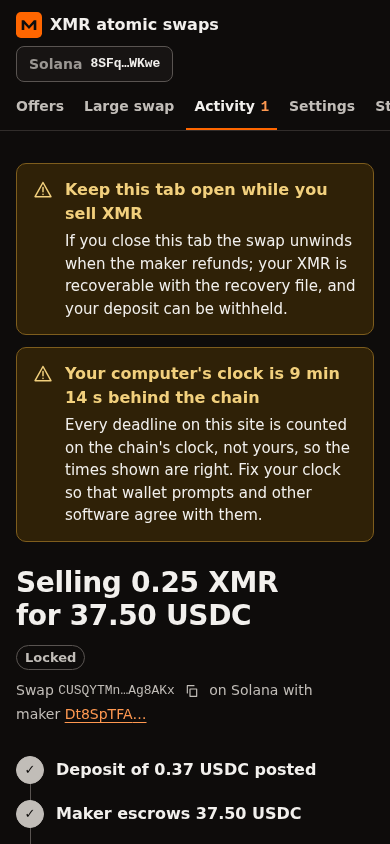 XMR atomic swaps
Solana 8SFq…WKwe
Offers Large swap Activity 1 Settings St
Keep this tab open while you
sell XMR
If you close this tab the swap unwinds
when the maker refunds; your XMR is
recoverable with the recovery file, and
your deposit can be withheld.
Your computer's clock is 9 min
14 s behind the chain
Every deadline on this site is counted
on the chain's clock, not yours, so the
times shown are right. Fix your clock
so that wallet prompts and other
software agree with them.
Selling 0.25 XMR
for 37.50 USDC
Locked
Swap CUSQYTMn…Ag8AKx on Solana with
maker Dt8SpTFA…
Deposit of 0.37 USDC posted
Maker escrows 37.50 USDC